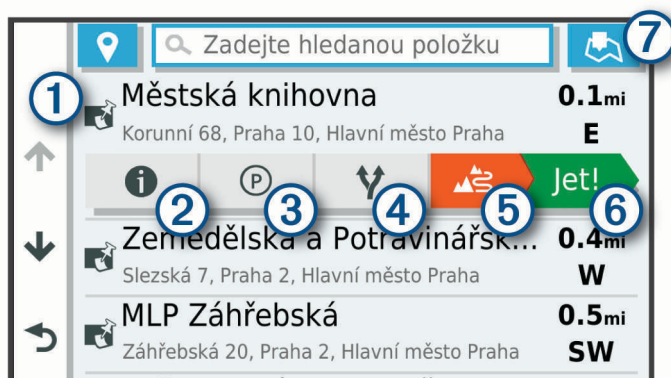 Zadejte hledanou položku
7
1
Městská knihovna
0.1mi
Korunní 68, Praha 10, Hlavní město Praha
E
i
P
Jet!
2
3
4
5
6
Zemědělská a Potravinářsk...
0.4mi
Slezská 7, Praha 2, Hlavní město Praha
W
MLP Záhřebská
0.5mi
Záhřebská 20, Praha 2, Hlavní město Praha
SW